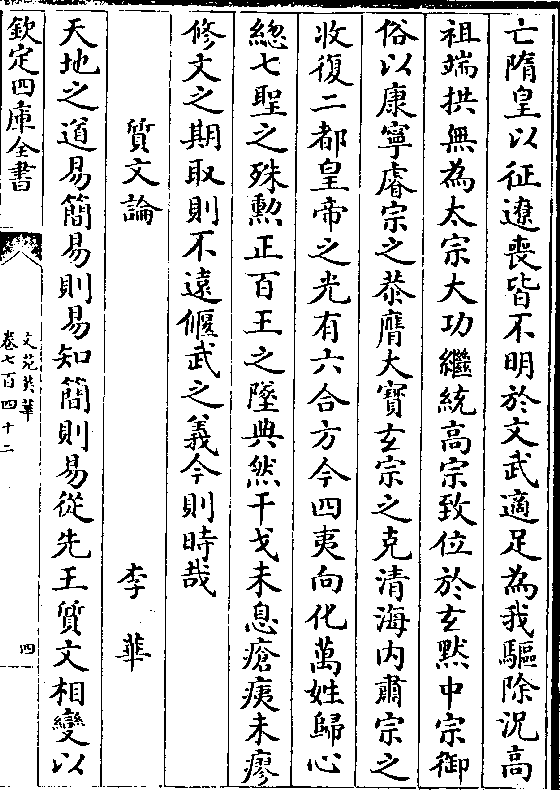 亡隋皇以征遼喪皆不明於文武適足為我驅除況高
祖端拱無為太宗大功繼統高宗致位於玄默中宗御
俗以康寧睿宗之恭膺大寶玄宗之克清海内肅宗之
收復二都皇帝之光有六合方今四夷向化萬姓歸心
總七聖之殊勲正百王之墜典然干戈未息瘡痍未瘳
修文之期取則不遠偃武之義今則時哉
質文論 李華
天地之道易簡易則易知簡則易從先王質文相變以
欽定四庫全書
文苑英華
卷七百四十二
四